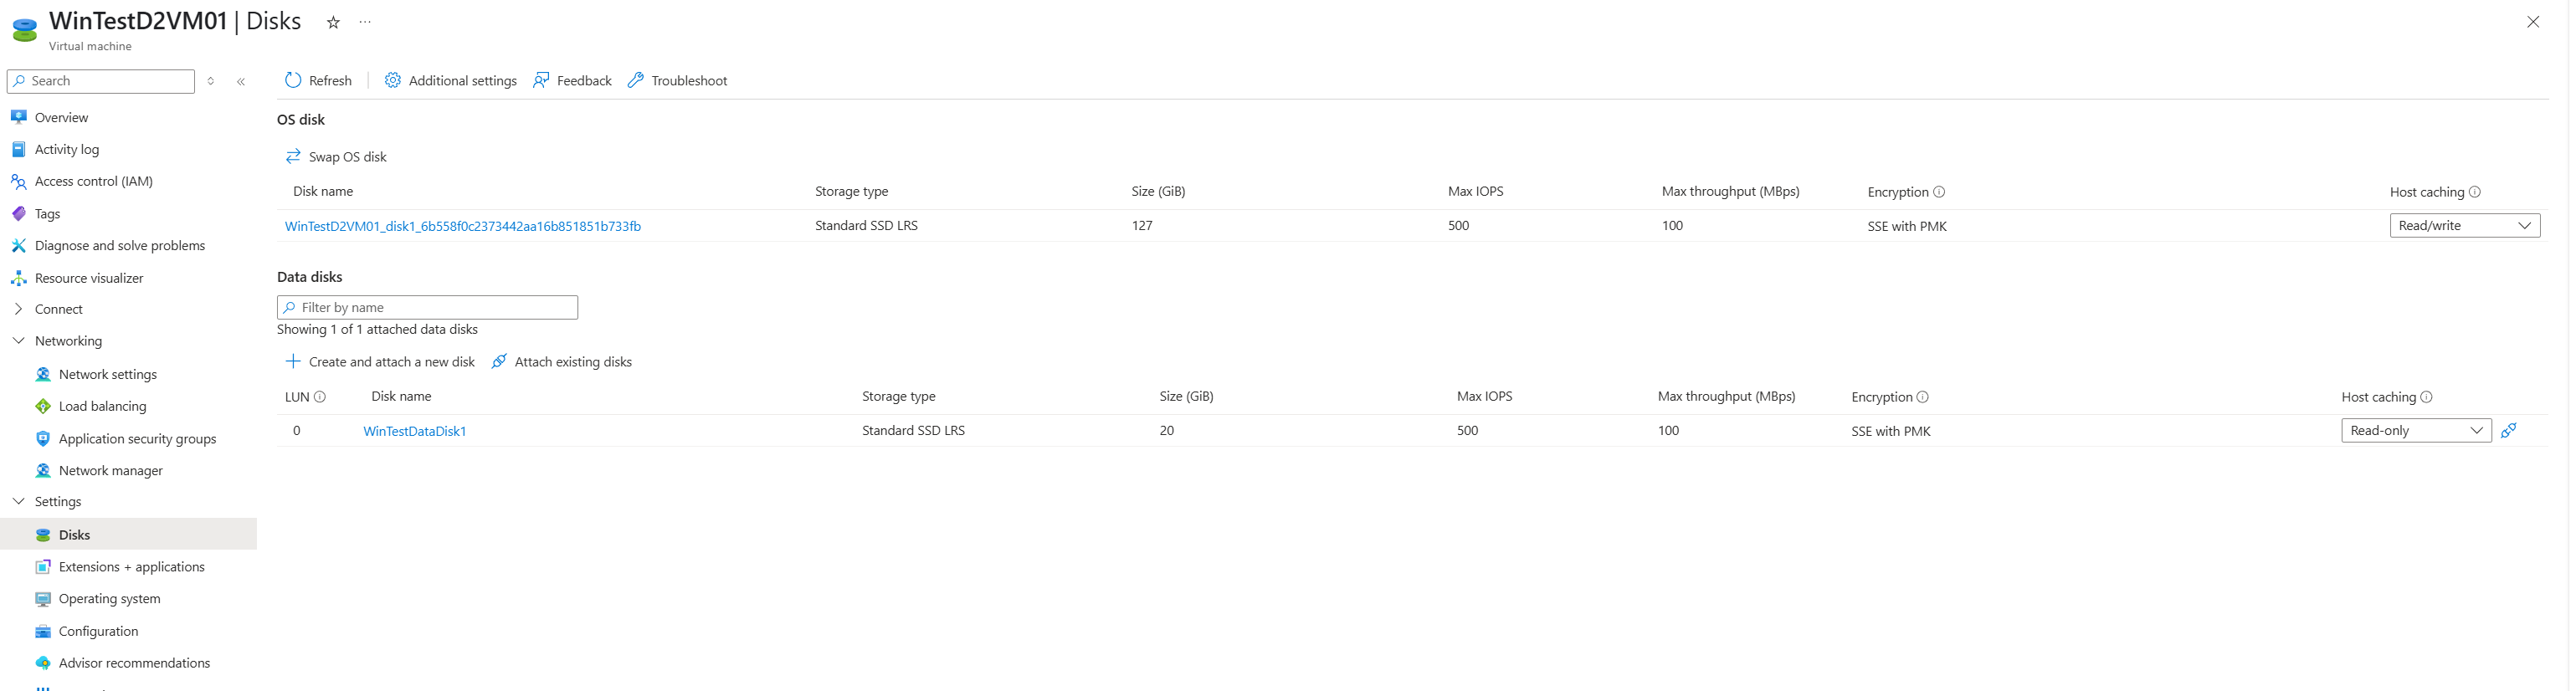 WinTestD2VM01 | Disks
Virtual machine
Search
Overview
Activity log
Access control (IAM)
Tags
Diagnose and solve problems
Resource visualizer
Connect
Networking
Network settings
Load balancing
Application security groups
Network manager
Settings
Disks
Extensions + applications
Operating system
Configuration
Advisor recommendations
Refresh Additional settings Feedback Troubleshoot
OS disk
Swap OS disk
Disk name Storage type Size (GiB) Max IOPS Max throughput (MBps) Encryption Host caching
WinTestD2VM01_disk1_6b558f0c2373442aa16b851851b733fb Standard SSD LRS 127 500 100 SSE with PMK Read/write
Data disks
Filter by name
Showing 1 of 1 attached data disks
Create and attach a new disk Attach existing disks
LUN Disk name Storage type Size (GiB) Max IOPS Max throughput (MBps) Encryption Host caching
0 WinTestDataDisk1 Standard SSD LRS 20 500 100 SSE with PMK Read-only